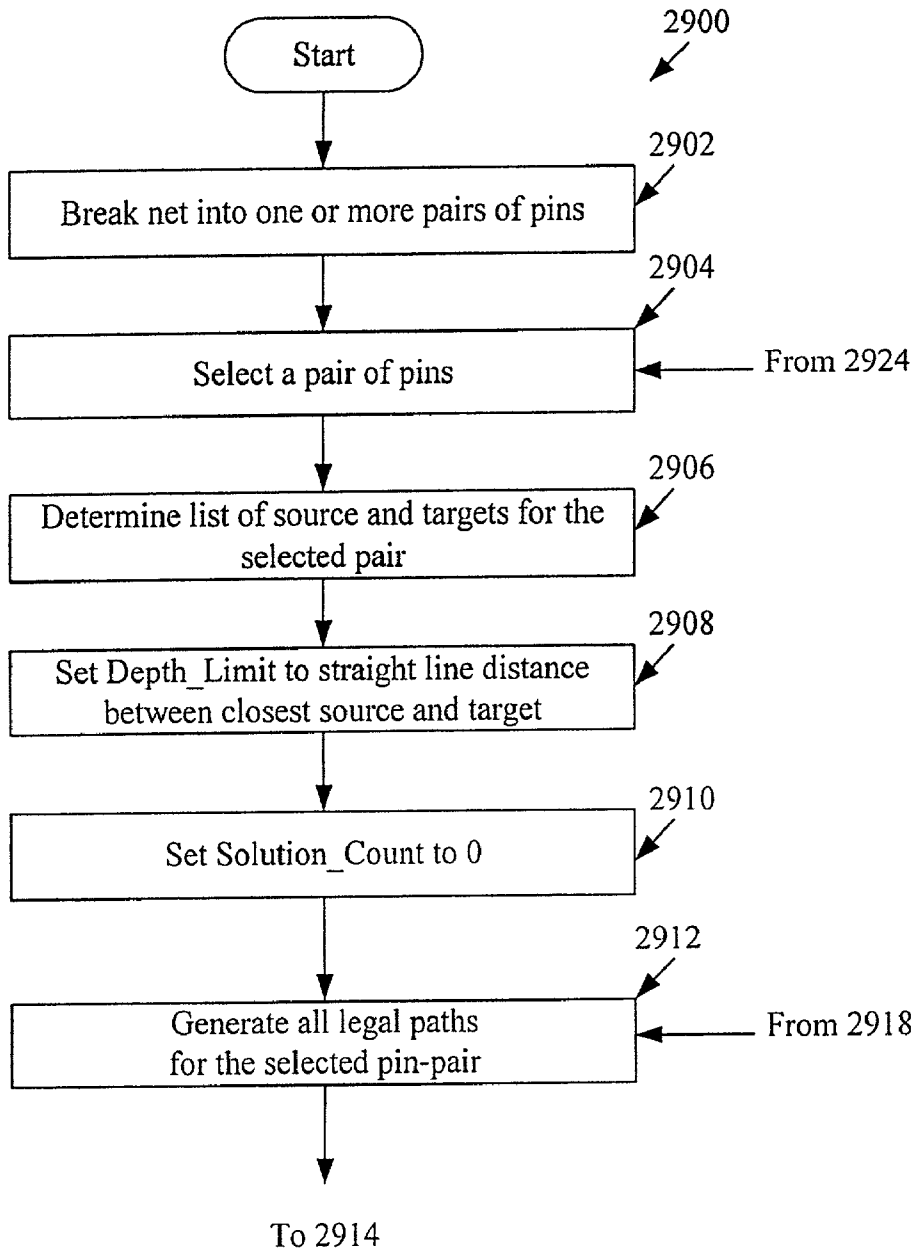 Start
2900
2902
Break net into one or more pairs of pins
2904
Select a pair of pins
From 2924
2906
Determine list of source and targets for the
selected pair
2908
Set Depth_Limit to straight line distance
between closest source and target
2910
Set Solution_Count to 0
2912
Generate all legal paths
for the selected pin-pair
From 2918
To 2914